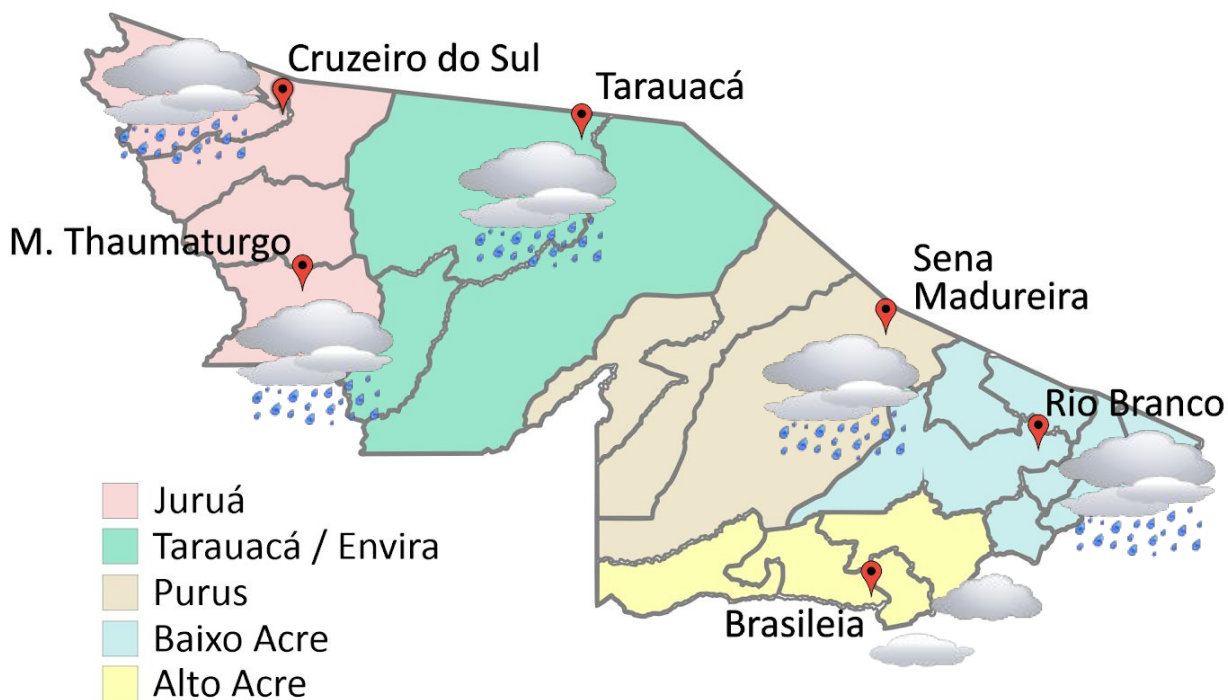 Cruzeiro do Sul
Tarauacá
M. Thaumaturgo
Sena
Madureira
Rio Branco
Brasileia
Juruá
Tarauacá / Envira
Purus
Baixo Acre
Alto Acre